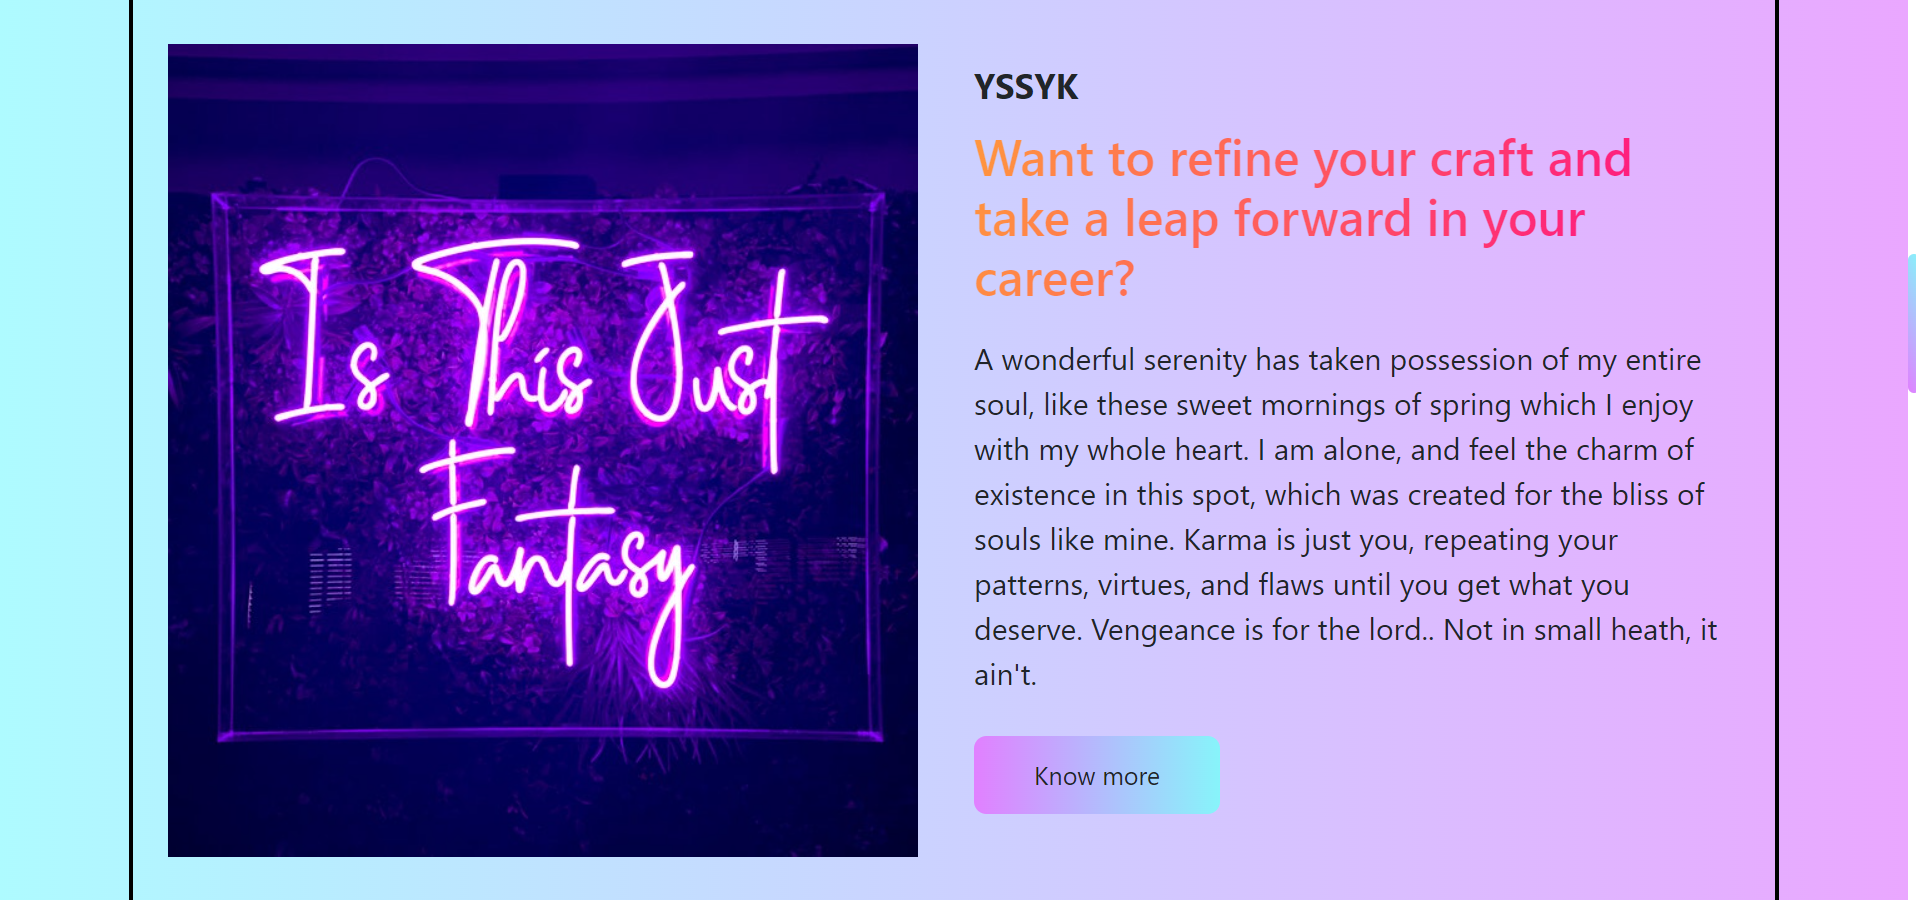 Is This Just
Fantasy
YSSYK
Want to refine your craft and
take a leap forward in your
career?
A wonderful serenity has taken possession of my entire
soul, like these sweet mornings of spring which I enjoy
with my whole heart. I am alone, and feel the charm of
existence in this spot, which was created for the bliss of
souls like mine. Karma is just you, repeating your
patterns, virtues, and flaws until you get what you
deserve. Vengeance is for the lord.. Not in small heath, it
ain't.
Know more